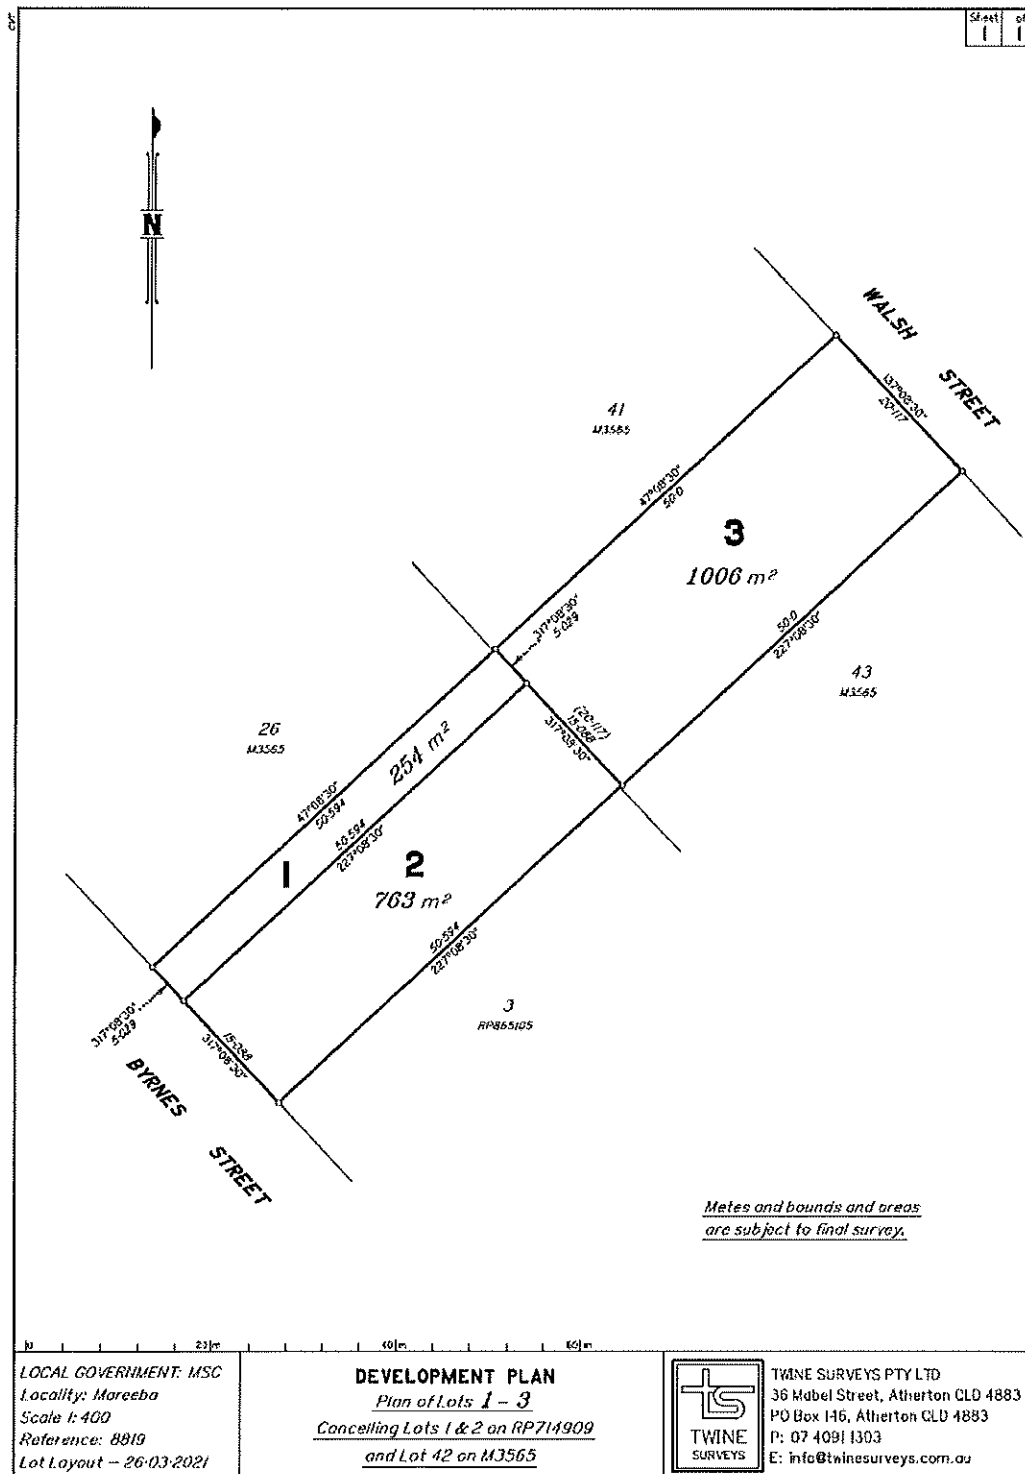 Sheet of
1 1
N
WALSH STREET
137°08'30"
20·117
41
M3565
47°08'30"
50·0
3
1006 m²
317°08'30"
5·029
50·0
227°08'30"
43
M3565
(20·117)
15·088
317°08'30"
26
M3565
254 m²
47°08'30"
50·594
50·594
227°08'30"
1
2
763 m²
50·594
227°08'30"
3
RP865105
317°08'30"
5·029
15·088
317°08'30"
BYRNES STREET
Metes and bounds and areas
are subject to final survey.
0 20|m 40|m 60|m
LOCAL GOVERNMENT: MSC
Locality: Mareeba
Scale 1:400
Reference: 8819
Lot Layout – 26·03·2021
DEVELOPMENT PLAN
Plan of Lots 1 – 3
Cancelling Lots 1 & 2 on RP714909
and Lot 42 on M3565
ts
TWINE
SURVEYS
TWINE SURVEYS PTY LTD
36 Mabel Street, Atherton QLD 4883
PO Box 146, Atherton QLD 4883
P: 07 4091 1303
E: info@twinesurveys.com.au